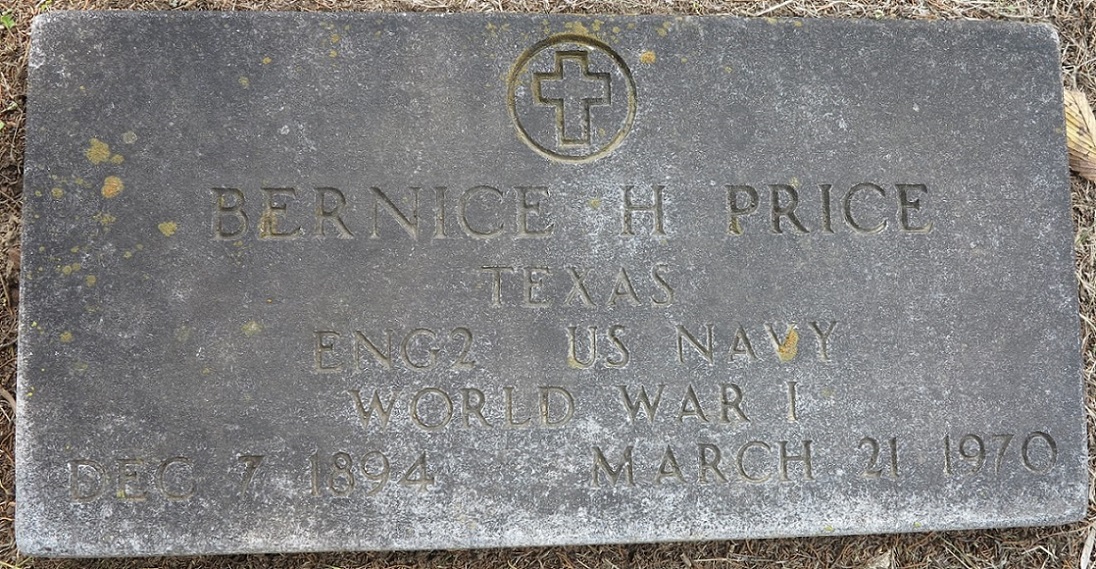 BERNICE H PRICE
TEXAS
ENG2 US NAVY
WORLD WAR I
DEC 7 1894 MARCH 21 1970